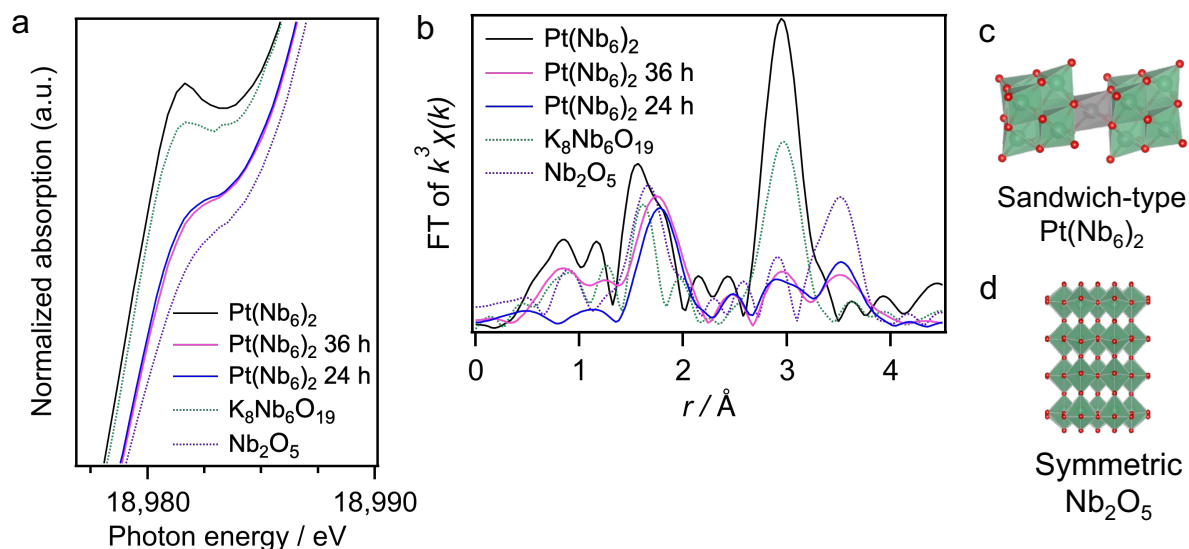 a
Normalized absorption (a.u.)
Pt(Nb₆)₂
Pt(Nb₆)₂ 36 h
Pt(Nb₆)₂ 24 h
K₈Nb₆O₁₉
Nb₂O₅
18,980
18,990
Photon energy / eV
b
FT of k³ χ(k)
Pt(Nb₆)₂
Pt(Nb₆)₂ 36 h
Pt(Nb₆)₂ 24 h
K₈Nb₆O₁₉
Nb₂O₅
0
1
2
3
4
r / Å
c
Sandwich-type
Pt(Nb₆)₂
d
Symmetric
Nb₂O₅